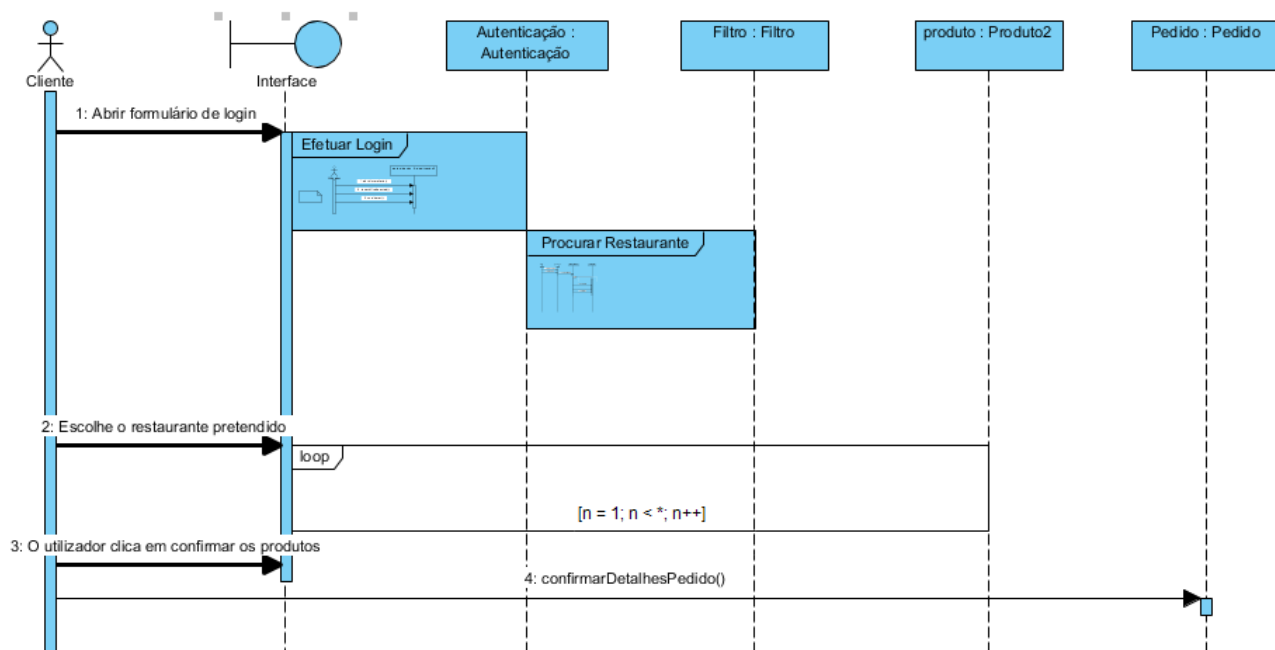 Cliente
Interface
Autenticação :
Autenticação
Filtro : Filtro
produto : Produto2
Pedido : Pedido
1: Abrir formulário de login
Efetuar Login
Procurar Restaurante
2: Escolhe o restaurante pretendido
loop
[n = 1; n < *; n++]
3: O utilizador clica em confirmar os produtos
4: confirmarDetalhesPedido()